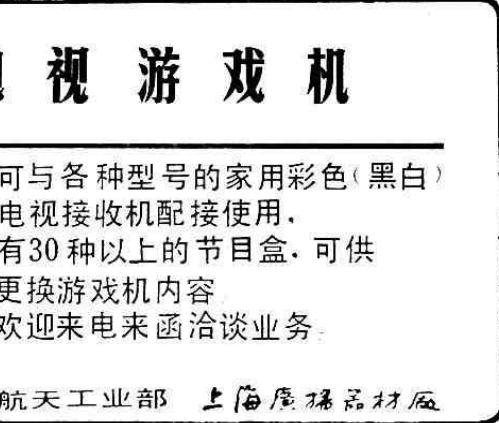 视游戏机
可与各种型号的家用彩色(黑白)
电视接收机配接使用.
有30种以上的节目盒.可供
更换游戏机内容.
欢迎来电来函洽谈业务.
航天工业部 上海廣播器材廠